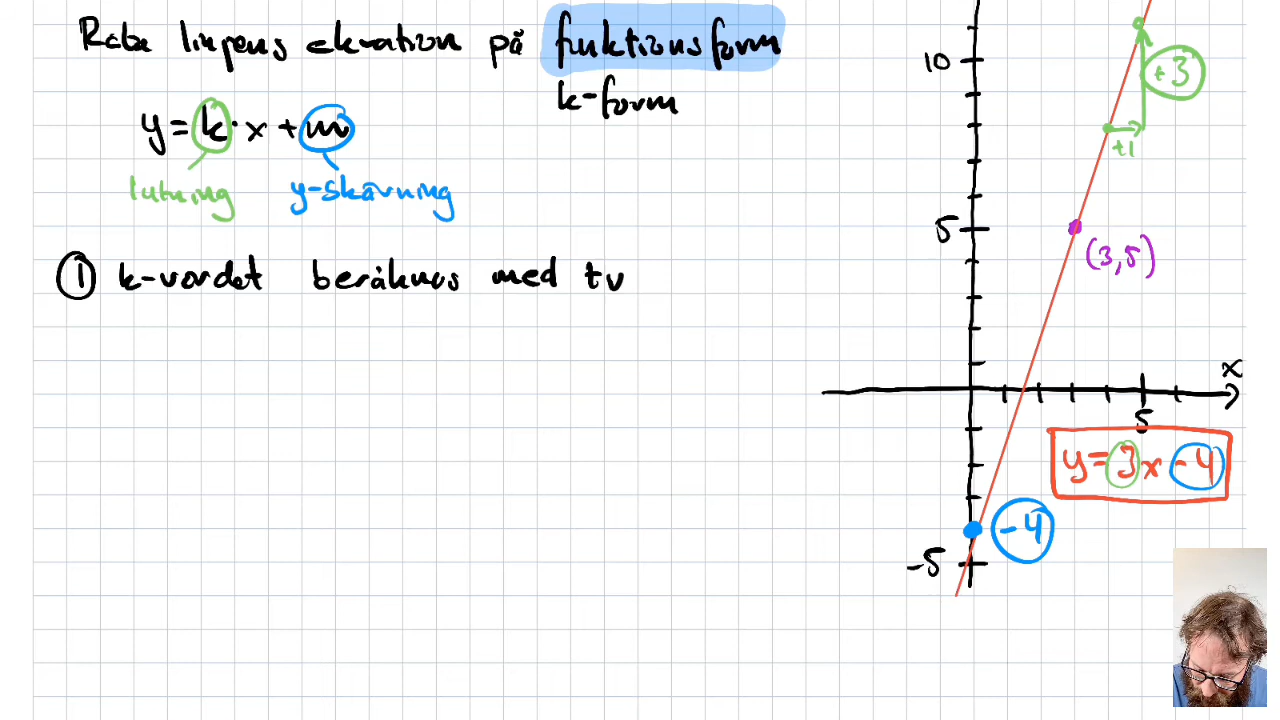 Räta linjens ekvation på funktionsform
k-form
y = k · x + m
lutning
y-skärning
① k-värdet beräknas med tv
10
5
-5
5
x
+3
+1
(3,5)
y = 3x - 4
-4